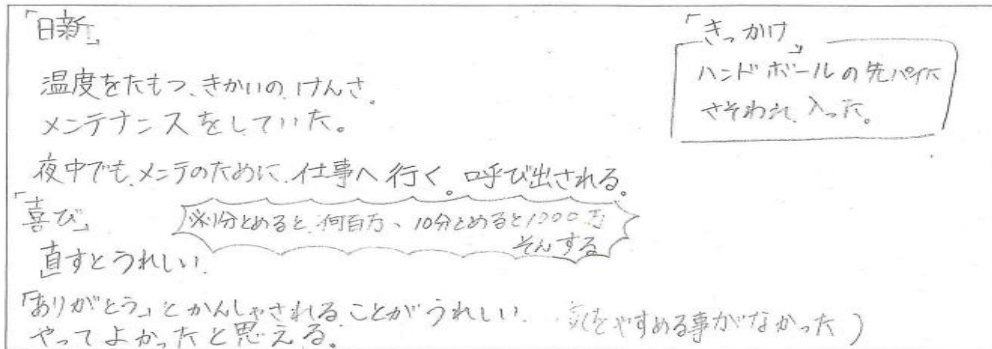 「日新」
温度をたもつ、きかいの、けんさ。
メンテナンスをしていた。
夜中でも、メンテのために、仕事へ行く。呼び出される。
「喜び」
※1分とめると、何百万、10分とめると1000万
そんする
直すとうれしい。
「ありがとう」とかんしゃされることがうれしい。
気をやすめる事がなかった)
やってよかったと思える。
「きっかけ」
ハンドボールの先パイに
さそわれ、入った。